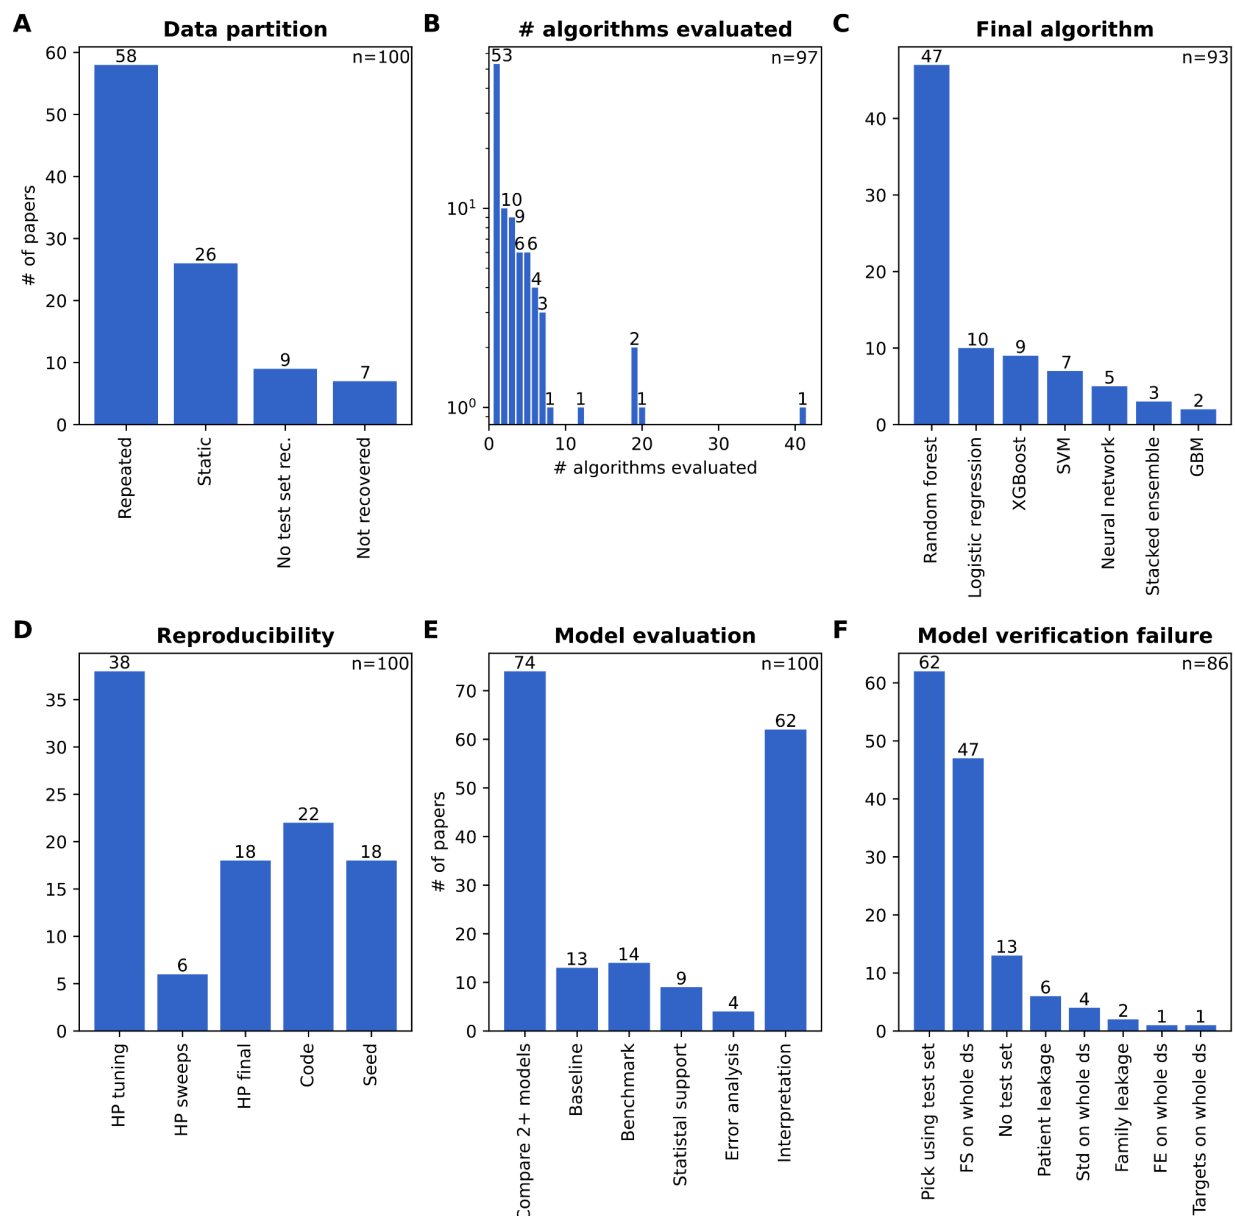 A
Data partition
n=100
# of papers
60
50
40
30
20
10
0
58
26
9
7
Repeated
Static
No test set rec.
Not recovered
B
# algorithms evaluated
n=97
10¹
10⁰
53
10
9
6
6
4
3
1
1
2
1
1
0
10
20
30
40
# algorithms evaluated
C
Final algorithm
n=93
40
30
20
10
0
47
10
9
7
5
3
2
Random forest
Logistic regression
XGBoost
SVM
Neural network
Stacked ensemble
GBM
D
Reproducibility
n=100
35
30
25
20
15
10
5
0
38
6
18
22
18
HP tuning
HP sweeps
HP final
Code
Seed
E
Model evaluation
n=100
# of papers
70
60
50
40
30
20
10
0
74
13
14
9
4
62
Compare 2+ models
Baseline
Benchmark
Statistal support
Error analysis
Interpretation
F
Model verification failure
n=86
60
50
40
30
20
10
0
62
47
13
6
4
2
1
1
Pick using test set
FS on whole ds
No test set
Patient leakage
Std on whole ds
Family leakage
FE on whole ds
Targets on whole ds